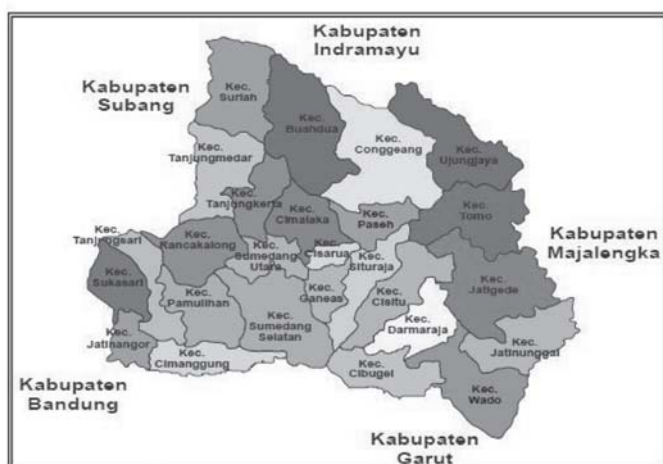 Kabupaten
Indramayu
Kabupaten
Subang
Kec.
Suriah
Kec.
Buahdua
Kec.
Conggeang
Kec.
Ujungjaya
Kec.
Tanjungmedar
Kec.
Tanjungkerta
Kec.
Cimalaka
Kec.
Paseh
Kec.
Tomo
Kec.
Tanjungsari
Kec.
Rancakalong
Kec.
Sumedang
Utara
Kec.
Cisarua
Kec.
Situraja
Kabupaten
Majalengka
Kec.
Sukasari
Kec.
Pamulihan
Kec.
Ganeas
Kec.
Cisitu
Kec.
Jatigede
Kec.
Jatinangor
Kec.
Sumedang
Selatan
Kec.
Darmaraja
Kec.
Jatinunggal
Kec.
Cimanggung
Kec.
Cibugel
Kec.
Wado
Kabupaten
Bandung
Kabupaten
Garut